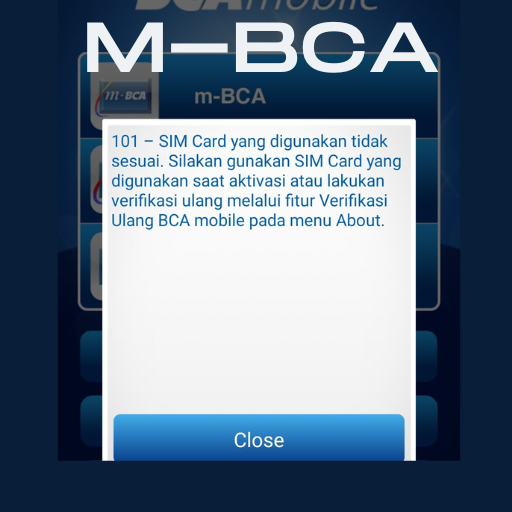 BCA mobile
M-BCA
m-BCA
m-BCA
101 – SIM Card yang digunakan tidak
sesuai. Silakan gunakan SIM Card yang
digunakan saat aktivasi atau lakukan
verifikasi ulang melalui fitur Verifikasi
Ulang BCA mobile pada menu About.
Close